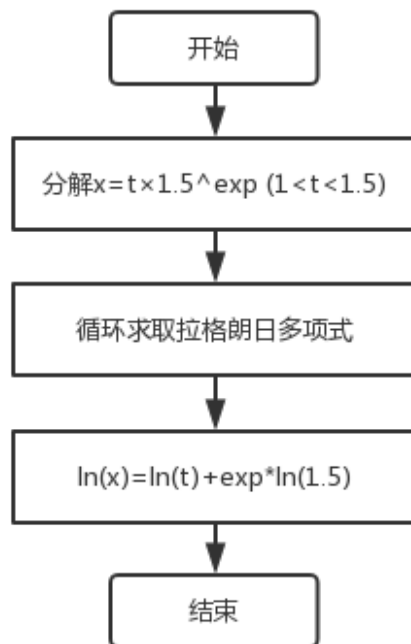 开始
分解x=t×1.5^exp (1<t<1.5)
循环求取拉格朗日多项式
ln(x)=ln(t)+exp*ln(1.5)
结束